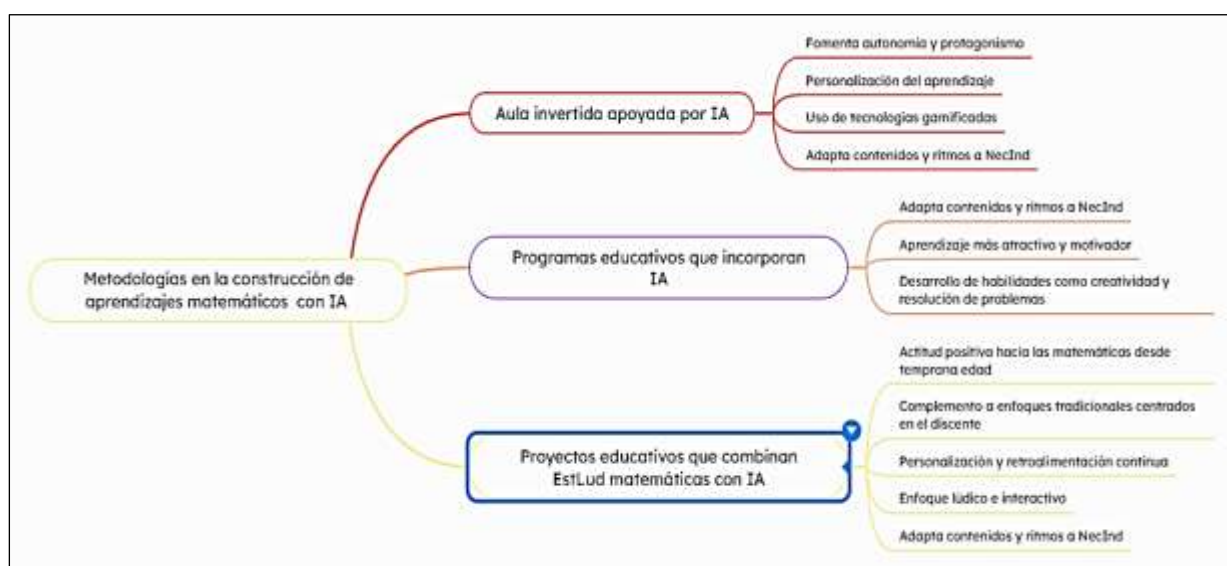 Fomenta autonomía y protagonismo
Personalización del aprendizaje
Aula invertida apoyada por IA
Uso de tecnologías gamificadas
Adapta contenidos y ritmos a NecInd
Adapta contenidos y ritmos a NecInd
Programas educativos que incorporan
IA
Aprendizaje más atractivo y motivador
Desarrollo de habilidades como creatividad y
resolución de problemas
Metodologías en la construcción de
aprendizajes matemáticos con IA
Actitud positiva hacia las matemáticas desde
temprana edad
Complemento a enfoques tradicionales centrados
en el discente
Proyectos educativos que combinan
EstLud matemáticas con IA
Personalización y retroalimentación continua
Enfoque lúdico e interactivo
Adapta contenidos y ritmos a NecInd